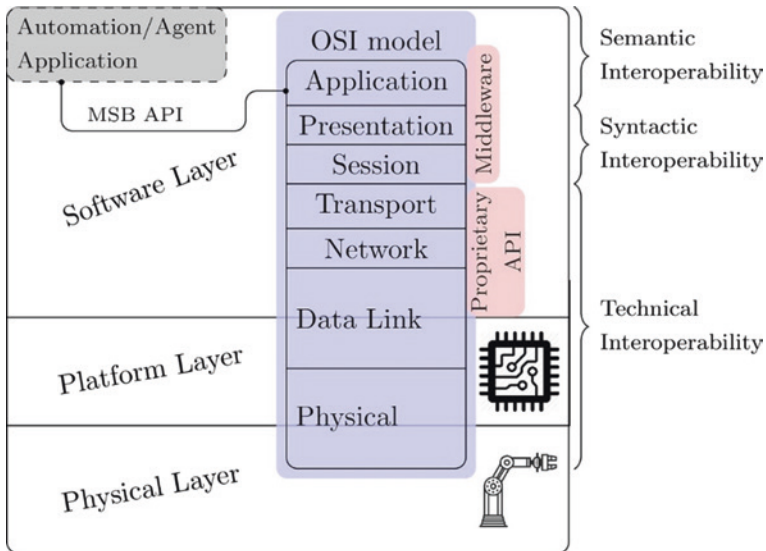 Automation/Agent
Application
MSB API
OSI model
Application
Presentation
Session
Transport
Network
Data Link
Physical
Middleware
Proprietary
API
Software Layer
Platform Layer
Physical Layer
Semantic
Interoperability
Syntactic
Interoperability
Technical
Interoperability